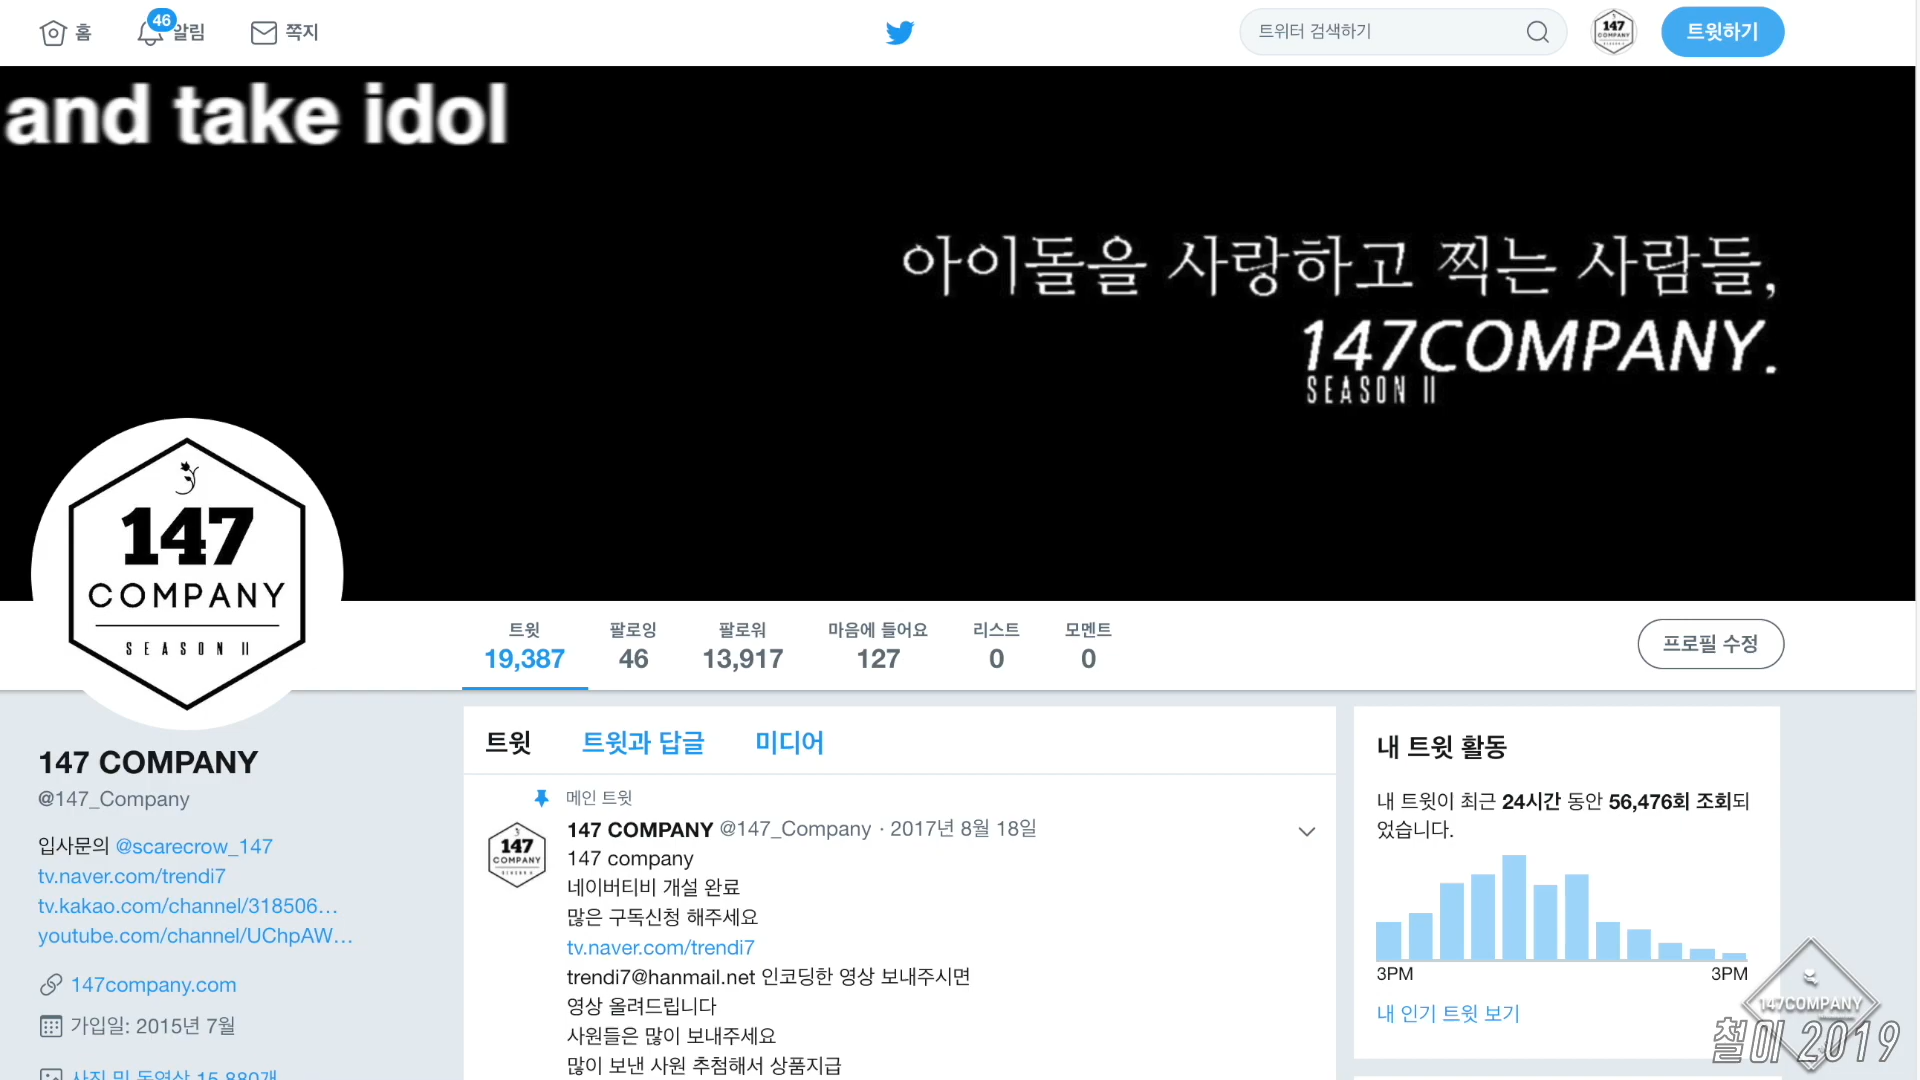 홈
46
알림
쪽지
트위터 검색하기
147
COMPANY
트윗하기
and take idol
아이돌을 사랑하고 찍는 사람들,
147COMPANY.
SEASON II
147
COMPANY
SEASON II
트윗 팔로잉 팔로워 마음에 들어요 리스트 모멘트
19,387 46 13,917 127 0 0
프로필 수정
147 COMPANY
@147_Company
입사문의 @scarecrow_147
tv.naver.com/trendi7
tv.kakao.com/channel/318506…
youtube.com/channel/UChpAW…
147company.com
가입일: 2015년 7월
사진 및 동영상 15,880개
트윗 트윗과 답글 미디어
메인 트윗
147
COMPANY
147 COMPANY @147_Company · 2017년 8월 18일
147 company
네이버티비 개설 완료
많은 구독신청 해주세요
tv.naver.com/trendi7
trendi7@hanmail.net 인코딩한 영상 보내주시면
영상 올려드립니다
사원들은 많이 보내주세요
많이 보낸 사원 추첨해서 상품지급
내 트윗 활동
내 트윗이 최근 24시간 동안 56,476회 조회되
었습니다.
3PM 3PM
내 인기 트윗 보기
147COMPANY
철이 2019